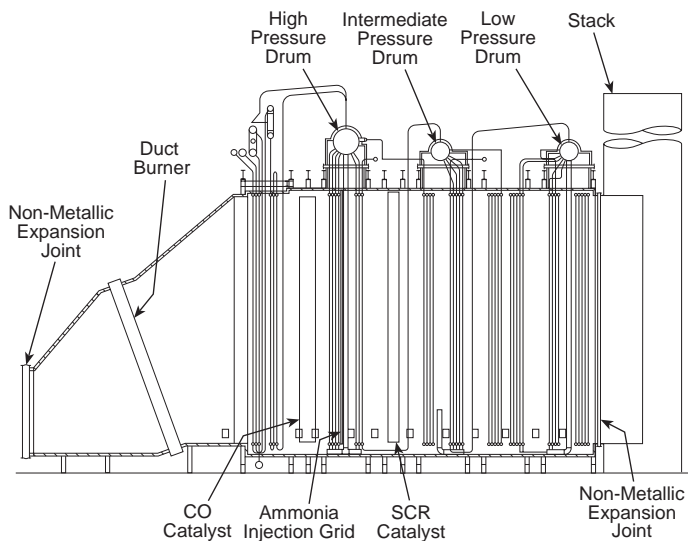 High
Pressure
Drum
Intermediate
Pressure
Drum
Low
Pressure
Drum
Stack
Duct
Burner
Non-Metallic
Expansion
Joint
CO
Catalyst
Ammonia
Injection Grid
SCR
Catalyst
Non-Metallic
Expansion
Joint